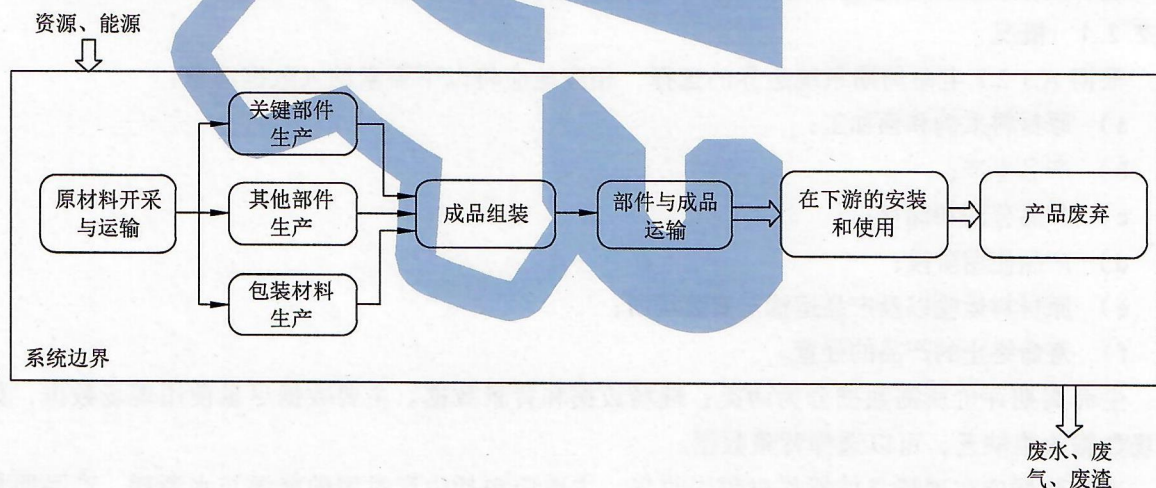 资源、能源
关键部件
生产
原材料开采
与运输
其他部件
生产
包装材料
生产
成品组装
部件与成品
运输
在下游的安装
和使用
产品废弃
系统边界
废水、废
气、废渣